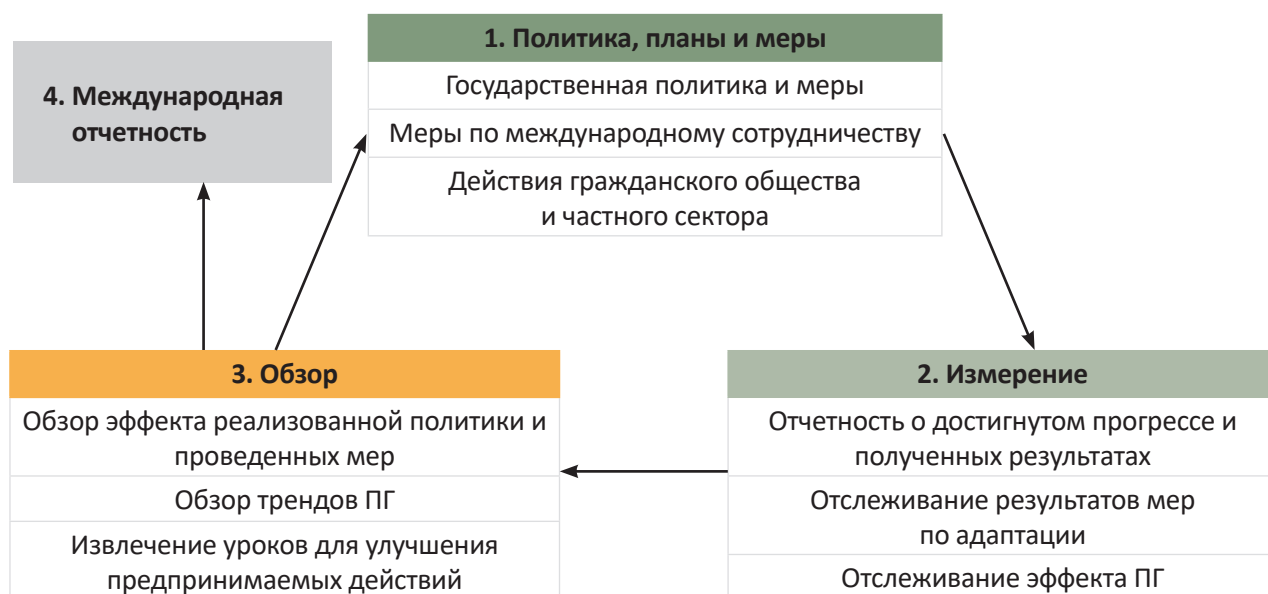 1. Политика, планы и меры
Государственная политика и меры
Меры по международному сотрудничеству
Действия гражданского общества
и частного сектора
4. Международная
отчетность
3. Обзор
Обзор эффекта реализованной политики и
проведенных мер
Обзор трендов ПГ
Извлечение уроков для улучшения
предпринимаемых действий
2. Измерение
Отчетность о достигнутом прогрессе и
полученных результатах
Отслеживание результатов мер
по адаптации
Отслеживание эффекта ПГ